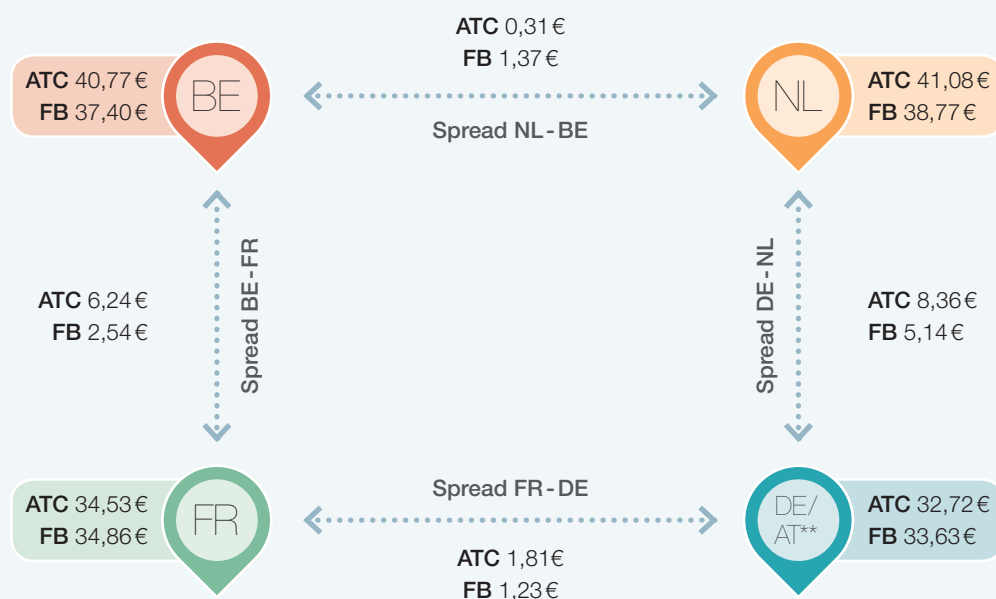 ATC 0,31 €
FB 1,37 €
ATC 40,77 €
FB 37,40 €
BE
Spread NL - BE
NL
ATC 41,08 €
FB 38,77 €
ATC 6,24 €
FB 2,54 €
Spread BE - FR
Spread DE - NL
ATC 8,36 €
FB 5,14 €
ATC 34,53 €
FB 34,86 €
FR
Spread FR - DE
ATC 1,81€
FB 1,23 €
DE/
AT**
ATC 32,72 €
FB 33,63 €